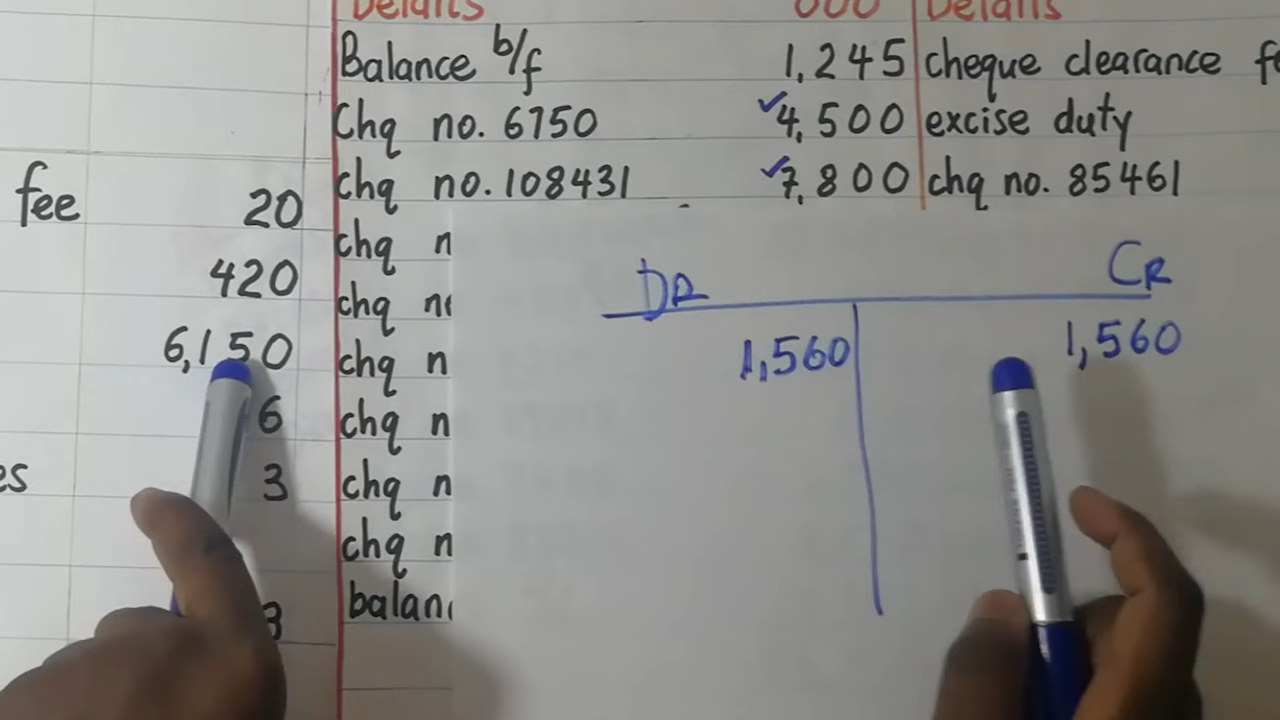 Details 000 Details
Balance b/f 1,245 cheque clearance
Chq no. 6750 4,500 excise duty
fee 20 chq no. 108431 7,800 chq no. 85461
420 chq
DR CR
6,150 chq 1,560 1,560
6 chq
3 chq
chq
3